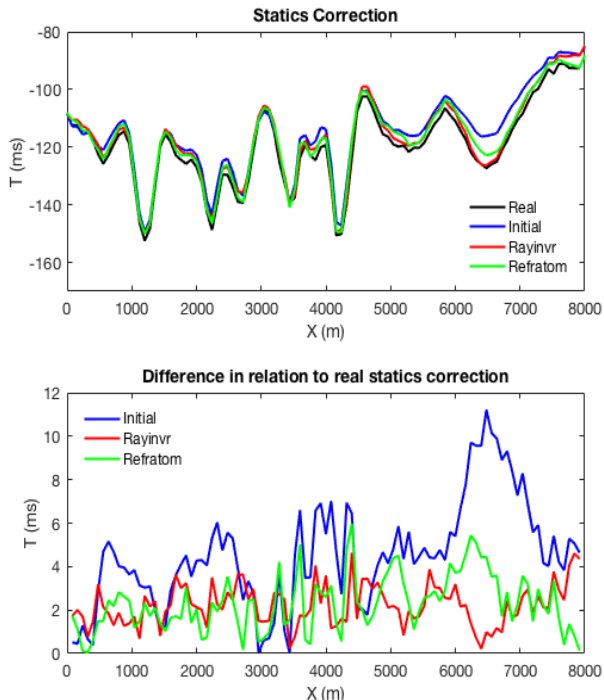 Statics Correction
-80
-100
-120
-140
-160
T (ms)
Real
Initial
Rayinvr
Refratom
0 1000 2000 3000 4000 5000 6000 7000 8000
X (m)
Difference in relation to real statics correction
12
10
8
6
4
2
0
T (ms)
Initial
Rayinvr
Refratom
0 1000 2000 3000 4000 5000 6000 7000 8000
X (m)